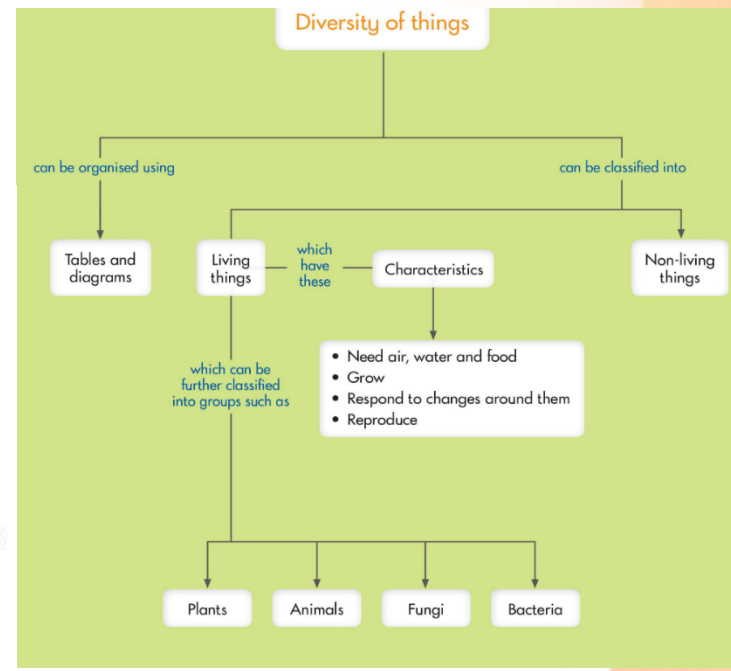 Diversity of things
can be organised using
can be classified into
Tables and
diagrams
Living
things
which
have
these
Characteristics
Non-living
things
• Need air, water and food
• Grow
• Respond to changes around them
• Reproduce
which can be
further classified
into groups such as
Plants
Animals
Fungi
Bacteria